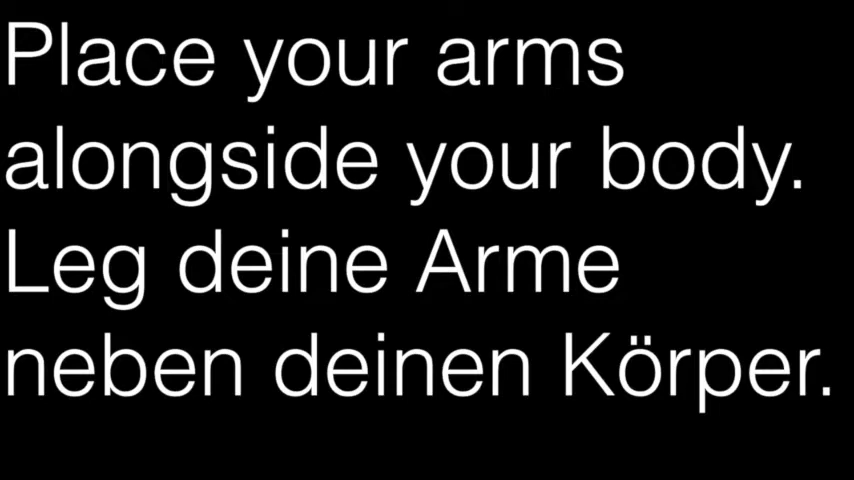 Place your arms
alongside your body.
Leg deine Arme
neben deinen Körper.